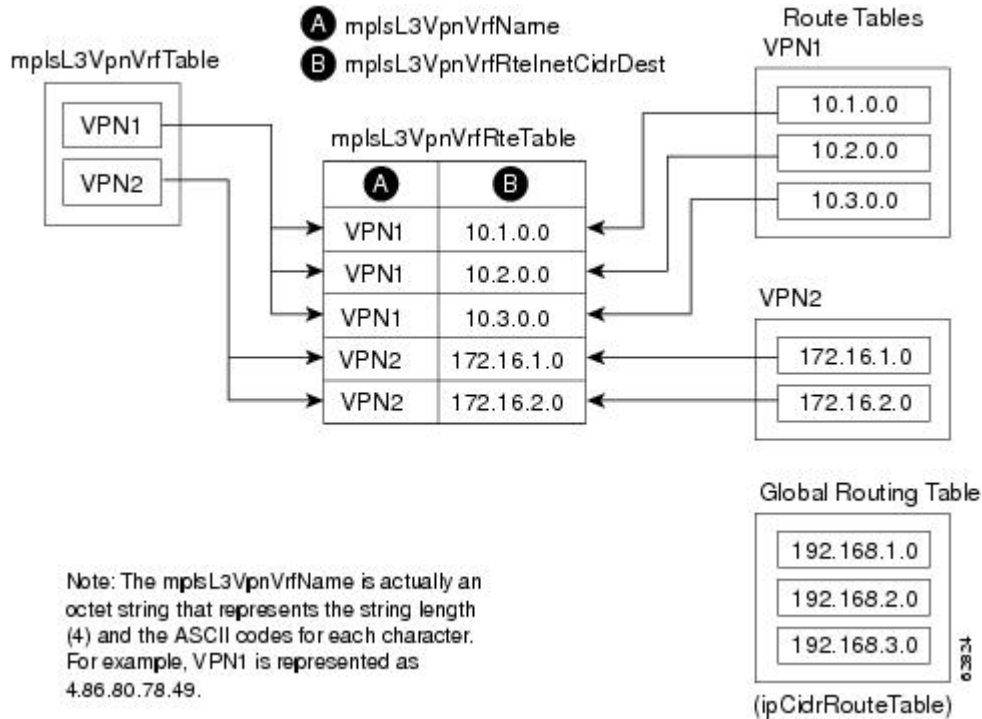 A mplsL3VpnVrfName
B mplsL3VpnVrfRteInetCidrDest
mplsL3VpnVrfTable
VPN1
VPN2
mplsL3VpnVrfRteTable
A B
VPN1 10.1.0.0
VPN1 10.2.0.0
VPN1 10.3.0.0
VPN2 172.16.1.0
VPN2 172.16.2.0
Route Tables
VPN1
10.1.0.0
10.2.0.0
10.3.0.0
VPN2
172.16.1.0
172.16.2.0
Global Routing Table
192.168.1.0
192.168.2.0
192.168.3.0
(ipCidrRouteTable)
62824
Note: The mplsL3VpnVrfName is actually an
octet string that represents the string length
(4) and the ASCII codes for each character.
For example, VPN1 is represented as
4.86.80.78.49.